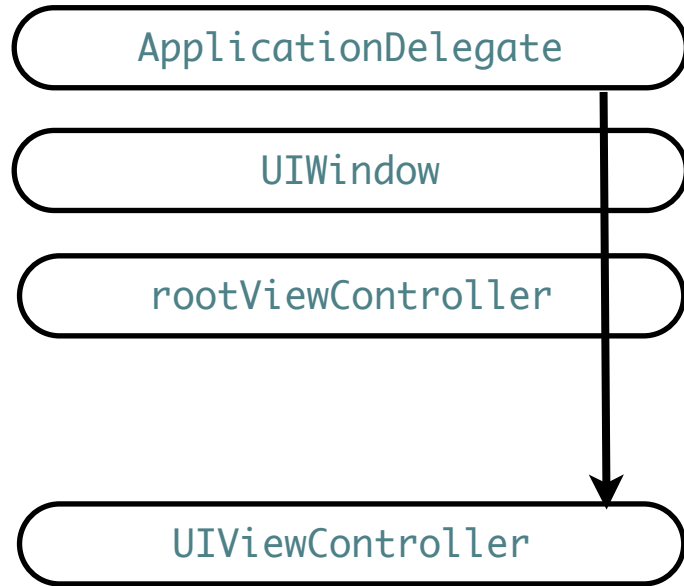 ApplicationDelegate
UIWindow
rootViewController
UIViewController